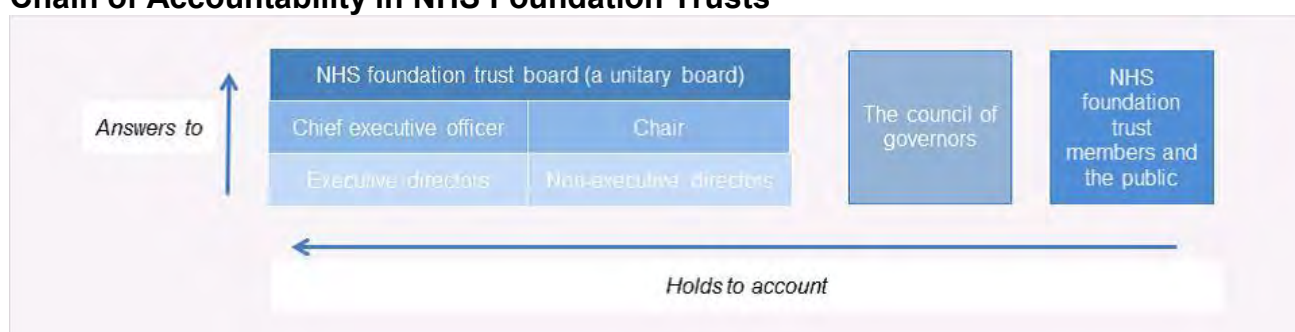 Chain of Accountability in NHS Foundation Trusts
Answers to
NHS foundation trust board (a unitary board)
Chief executive officer
Chair
Executive directors
Non-executive directors
The council of
governors
NHS
foundation
trust
members and
the public
Holds to account